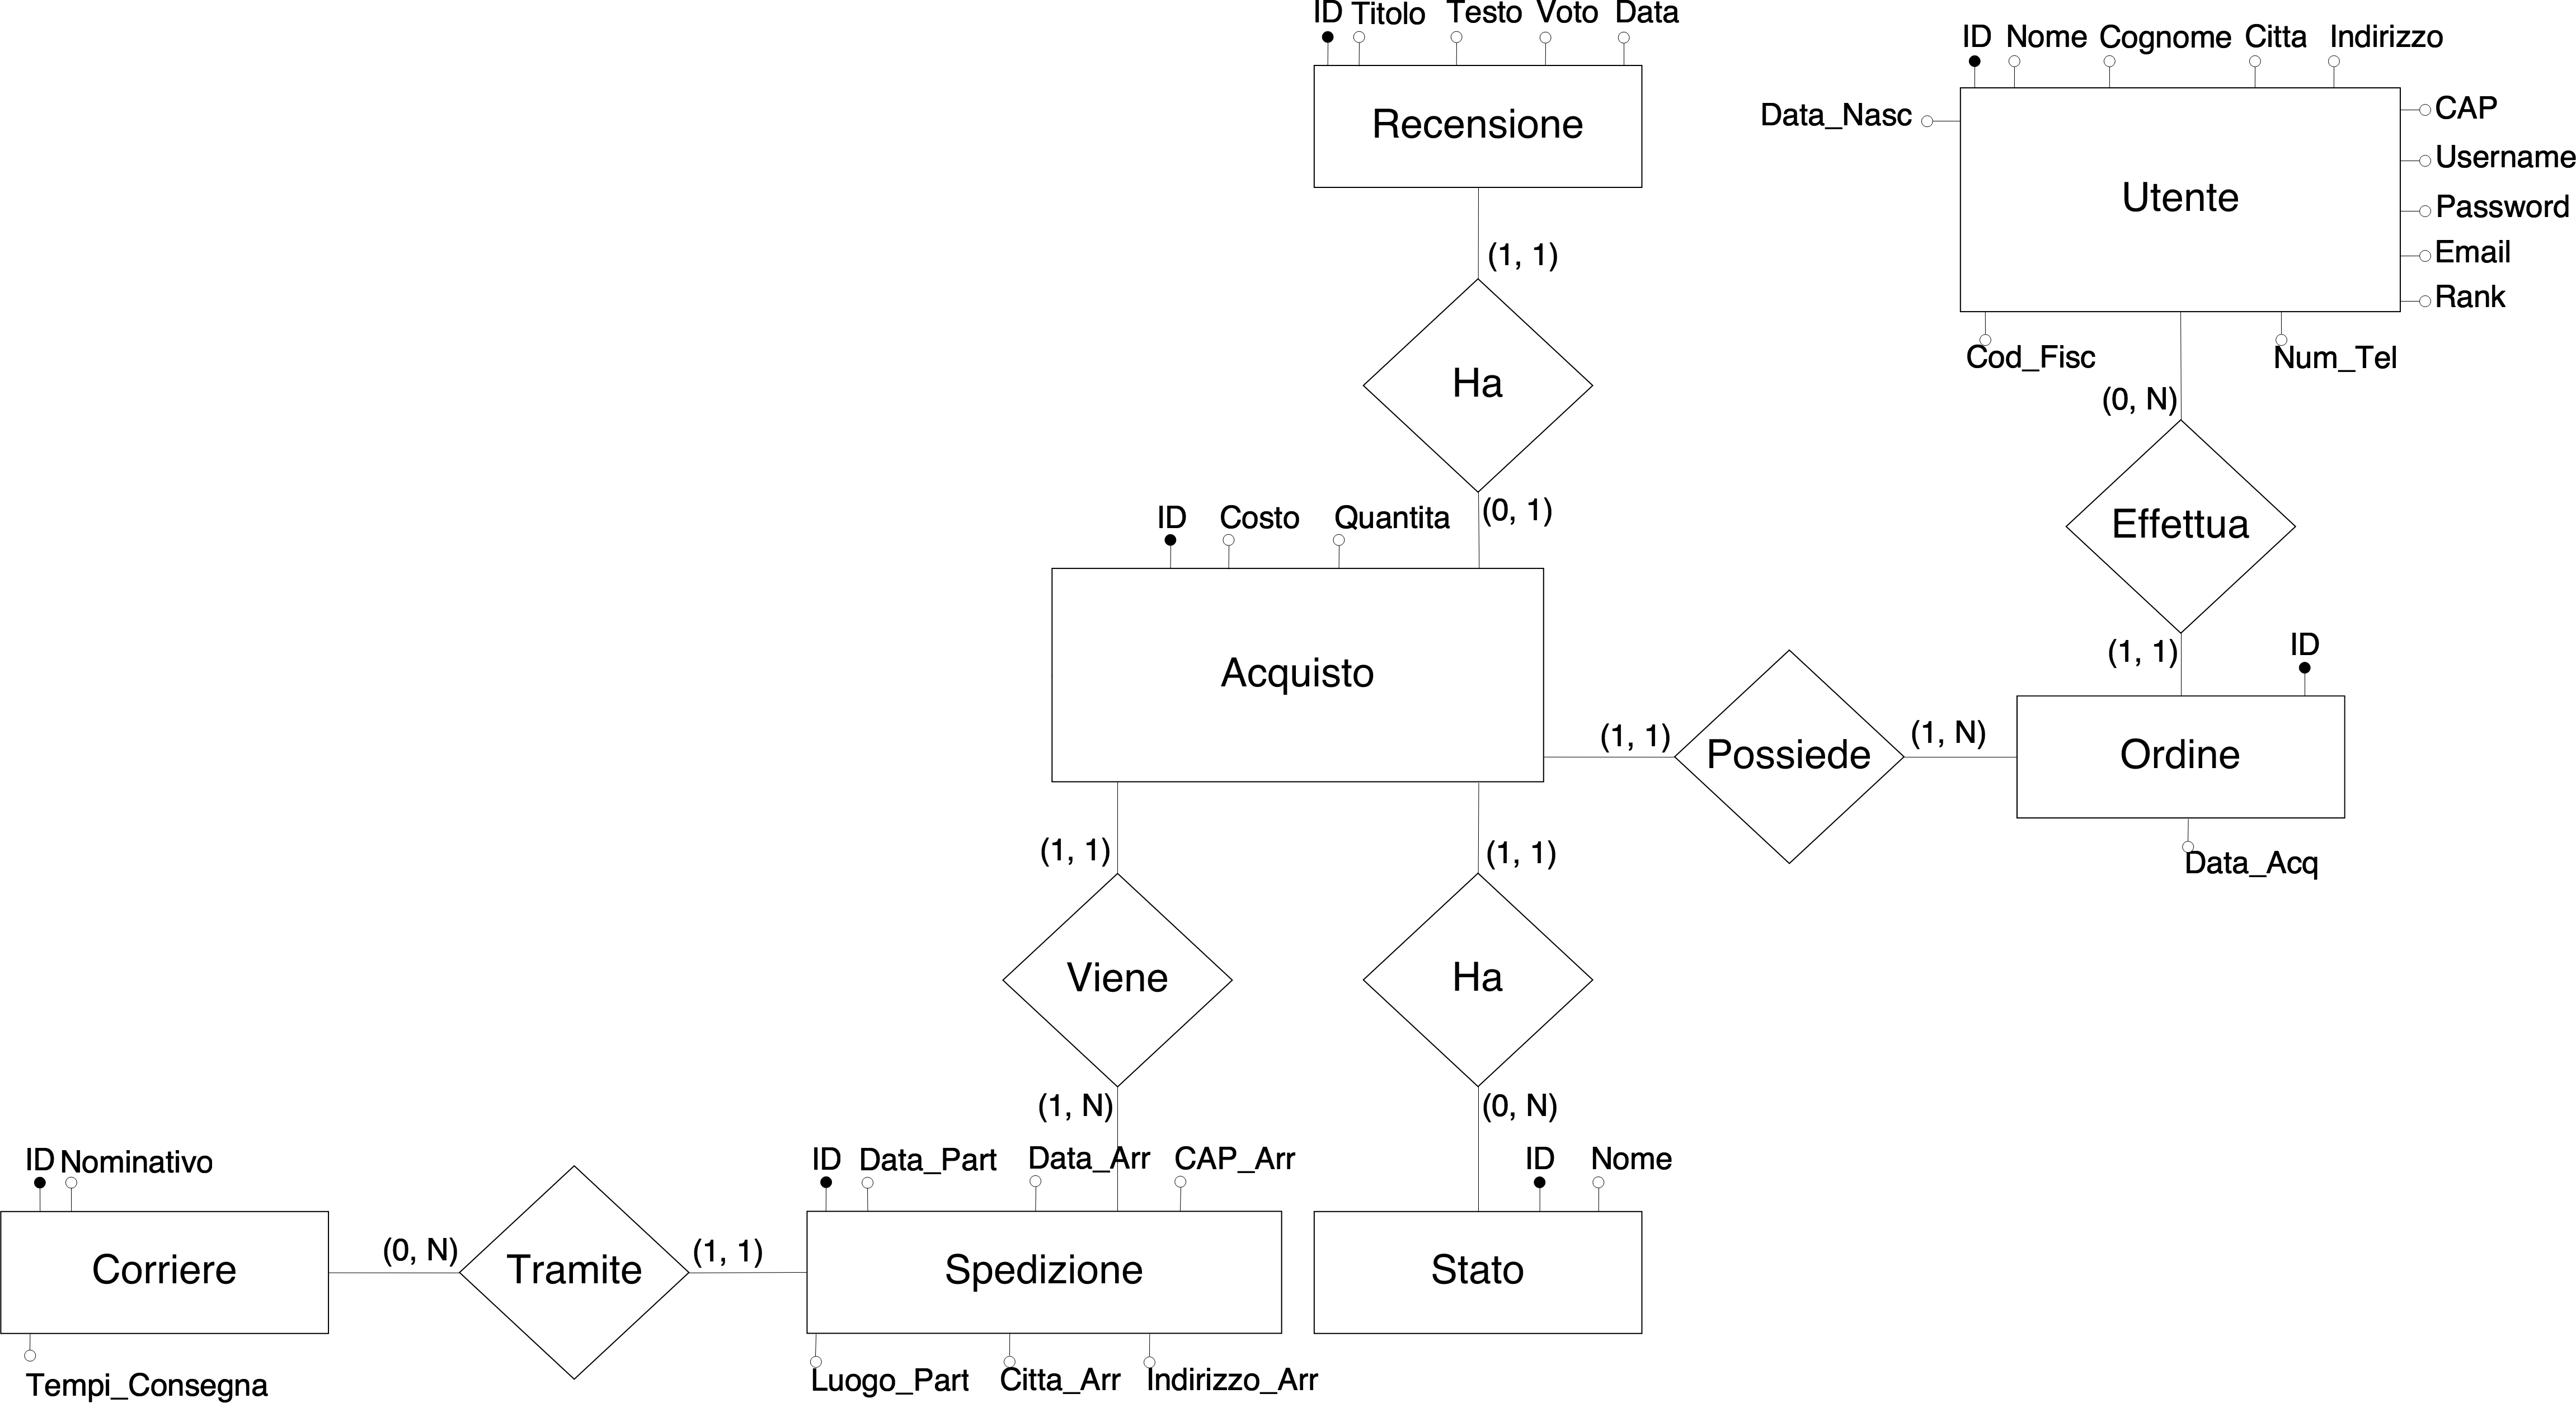 ID Titolo Testo Voto Data
Recensione
ID Nome Cognome Citta Indirizzo
Data_Nasc
CAP
Username
Utente
Password
Email
Rank
Cod_Fisc
Num_Tel
(1, 1)
Ha
(0, 1)
(0, N)
Effettua
(1, 1)
ID Costo Quantita
Acquisto
(1, 1)
Possiede
(1, N)
ID
Ordine
Data_Acq
(1, 1)
Viene
(1, N)
(1, 1)
Ha
(0, N)
ID Nominativo
Corriere
Tempi_Consegna
(0, N)
Tramite
(1, 1)
ID Data_Part Data_Arr CAP_Arr
Spedizione
Luogo_Part Citta_Arr Indirizzo_Arr
ID Nome
Stato